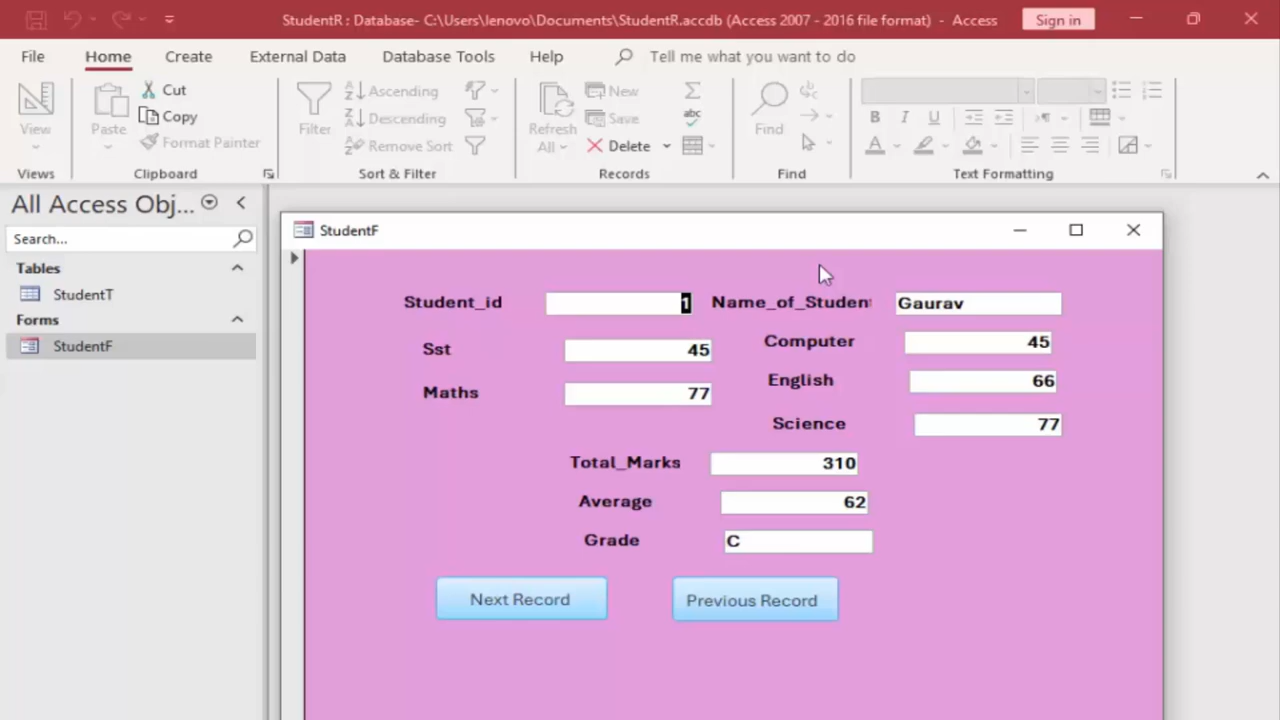 StudentR : Database- C:\Users\lenovo\Documents\StudentR.accdb (Access 2007 - 2016 file format) - Access Sign in
File Home Create External Data Database Tools Help Tell me what you want to do
View
Paste
Cut
Copy
Format Painter
Filter
Ascending
Descending
Remove Sort
Refresh
All
New
Save
Delete
abc
Find
B I U
A
Views Clipboard Sort & Filter Records Find Text Formatting
All Access Obj...
Search...
Tables
StudentT
Forms
StudentF
StudentF
Student_id 1 Name_of_Studen Gaurav
Sst 45 Computer 45
Maths 77 English 66
Science 77
Total_Marks 310
Average 62
Grade C
Next Record Previous Record